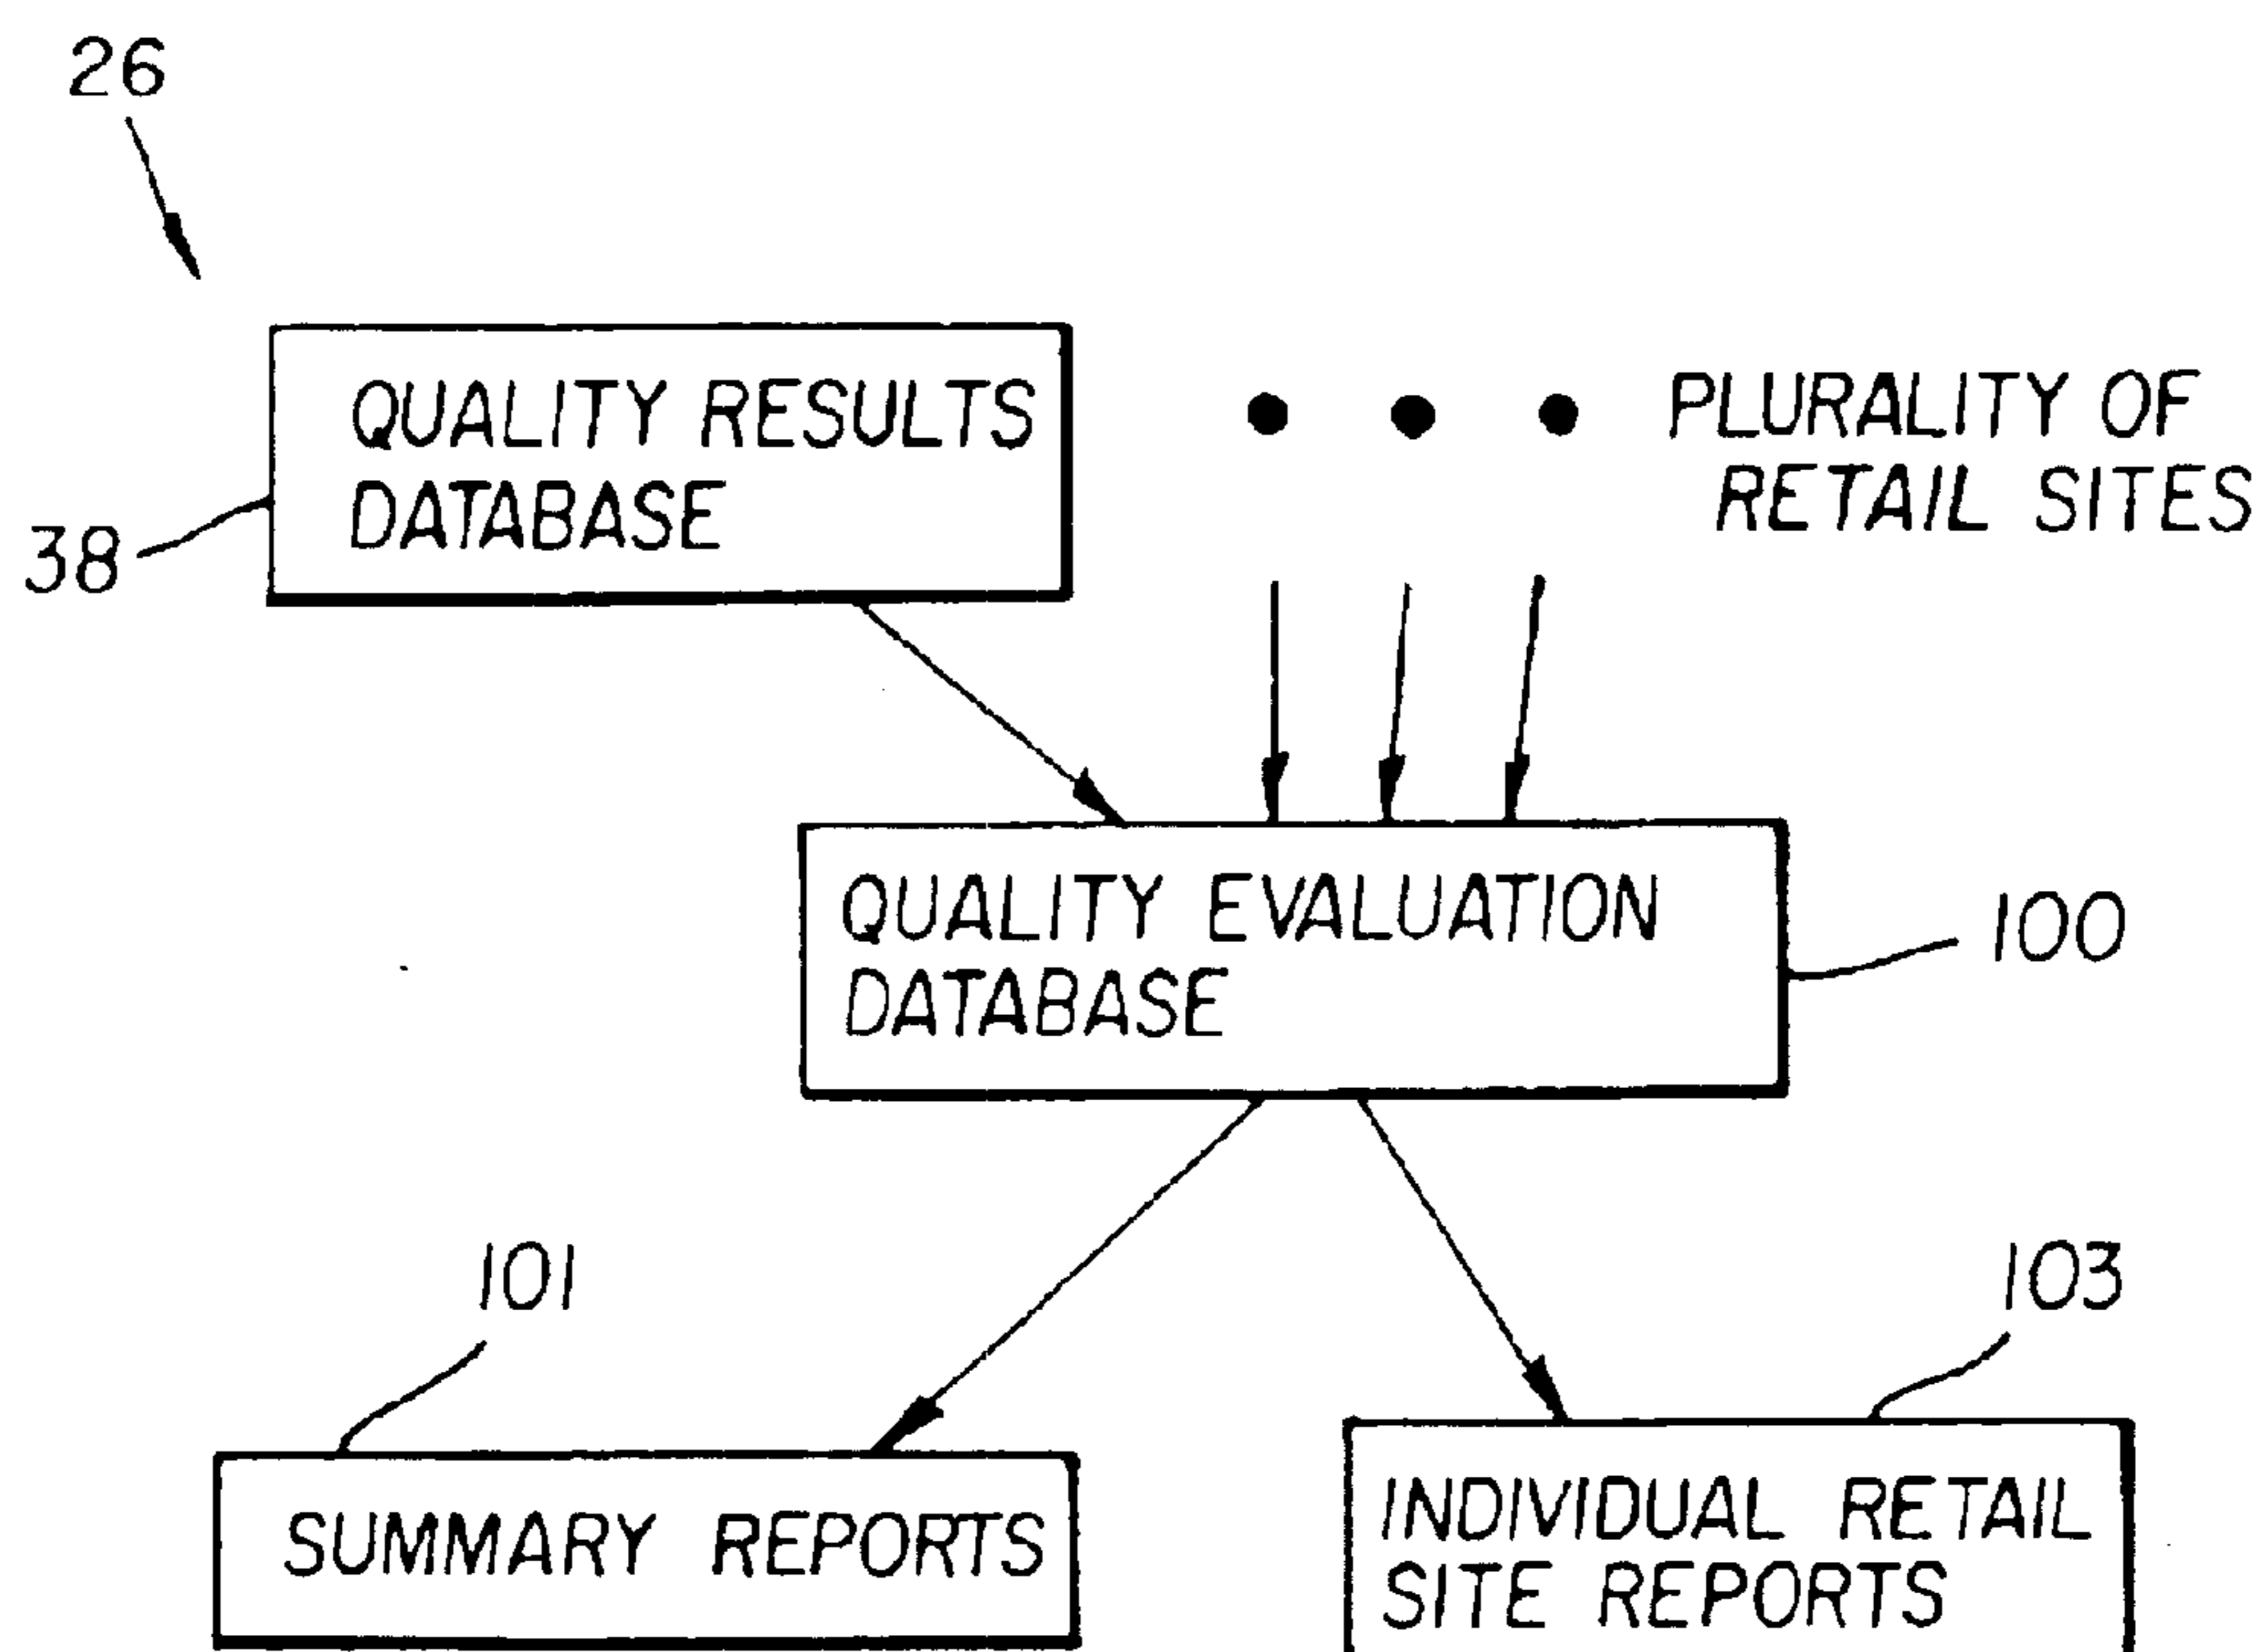 26
QUALITY RESULTS
DATABASE
38
PLURALITY OF
RETAIL SITES
QUALITY EVALUATION
DATABASE
100
101
103
SUMMARY REPORTS
INDIVIDUAL RETAIL
SITE REPORTS